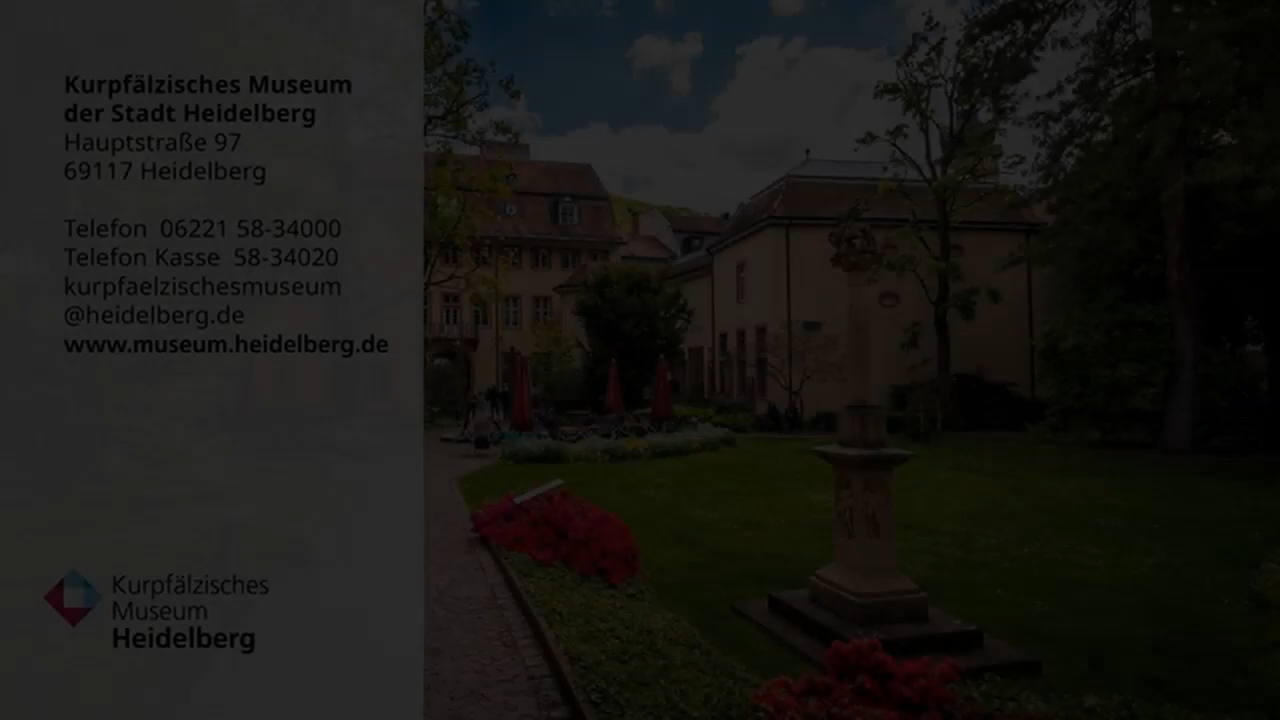 Kurpfälzisches Museum
der Stadt Heidelberg
Hauptstraße 97
69117 Heidelberg
Telefon 06221 58-34000
Telefon Kasse 58-34020
kurpfaelzischesmuseum
@heidelberg.de
www.museum.heidelberg.de
Kurpfälzisches
Museum
Heidelberg